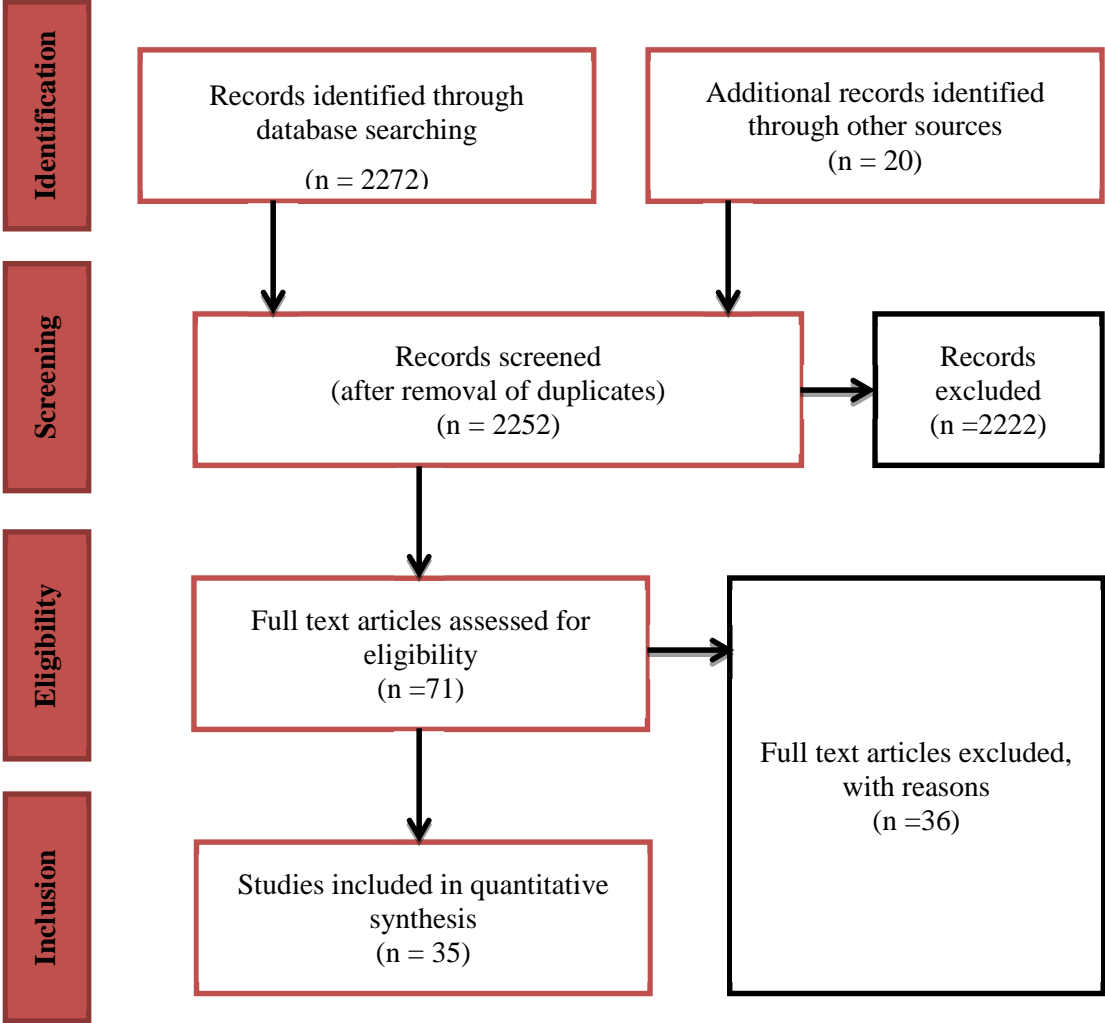 Identification
Records identified through
database searching
(n = 2272)
Additional records identified
through other sources
(n = 20)
Screening
Records screened
(after removal of duplicates)
(n = 2252)
Records
excluded
(n =2222)
Eligibility
Full text articles assessed for
eligibility
(n =71)
Full text articles excluded,
with reasons
(n =36)
Inclusion
Studies included in quantitative
synthesis
(n = 35)